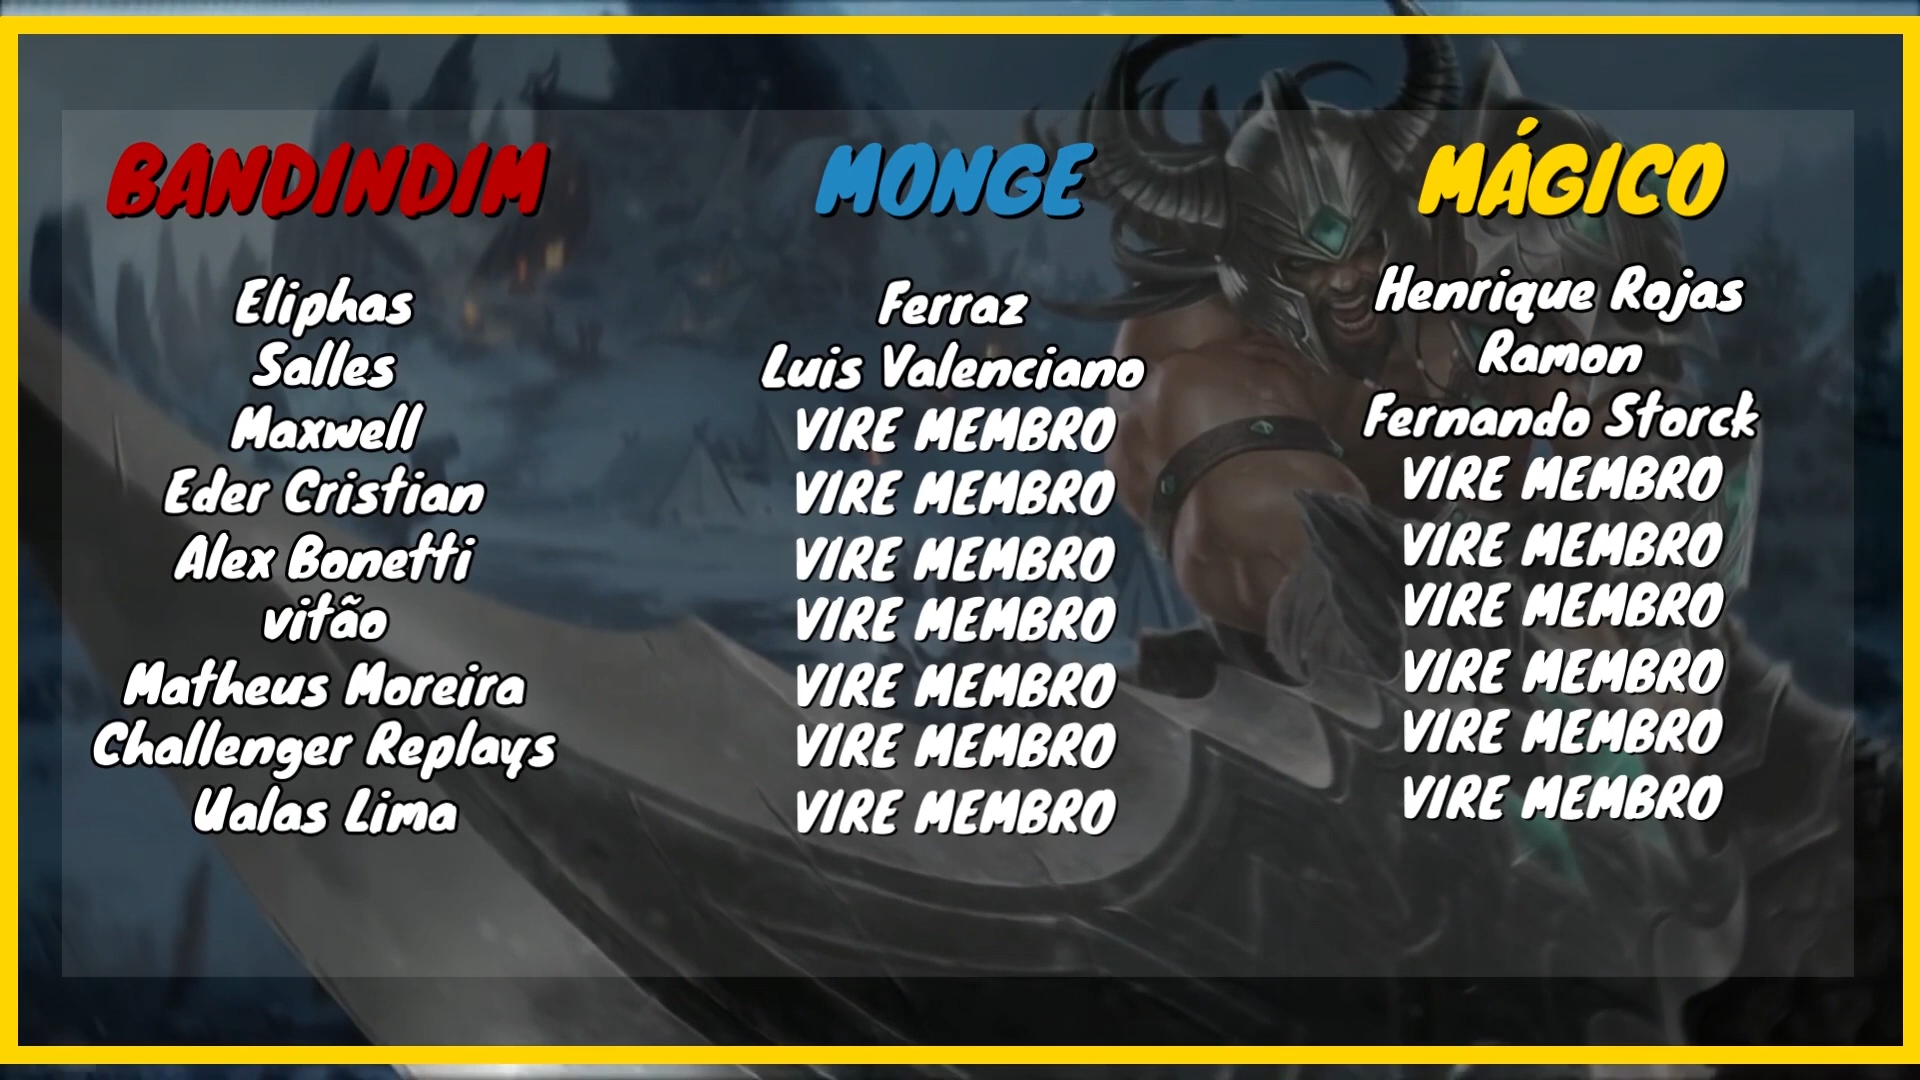 BANDINDIM
Eliphas
Salles
Maxwell
Eder Cristian
Alex Bonetti
vitão
Matheus Moreira
Challenger Replays
Ualas Lima
MONGE
Ferraz
Luis Valenciano
VIRE MEMBRO
VIRE MEMBRO
VIRE MEMBRO
VIRE MEMBRO
VIRE MEMBRO
VIRE MEMBRO
VIRE MEMBRO
MÁGICO
Henrique Rojas
Ramon
Fernando Storck
VIRE MEMBRO
VIRE MEMBRO
VIRE MEMBRO
VIRE MEMBRO
VIRE MEMBRO
VIRE MEMBRO